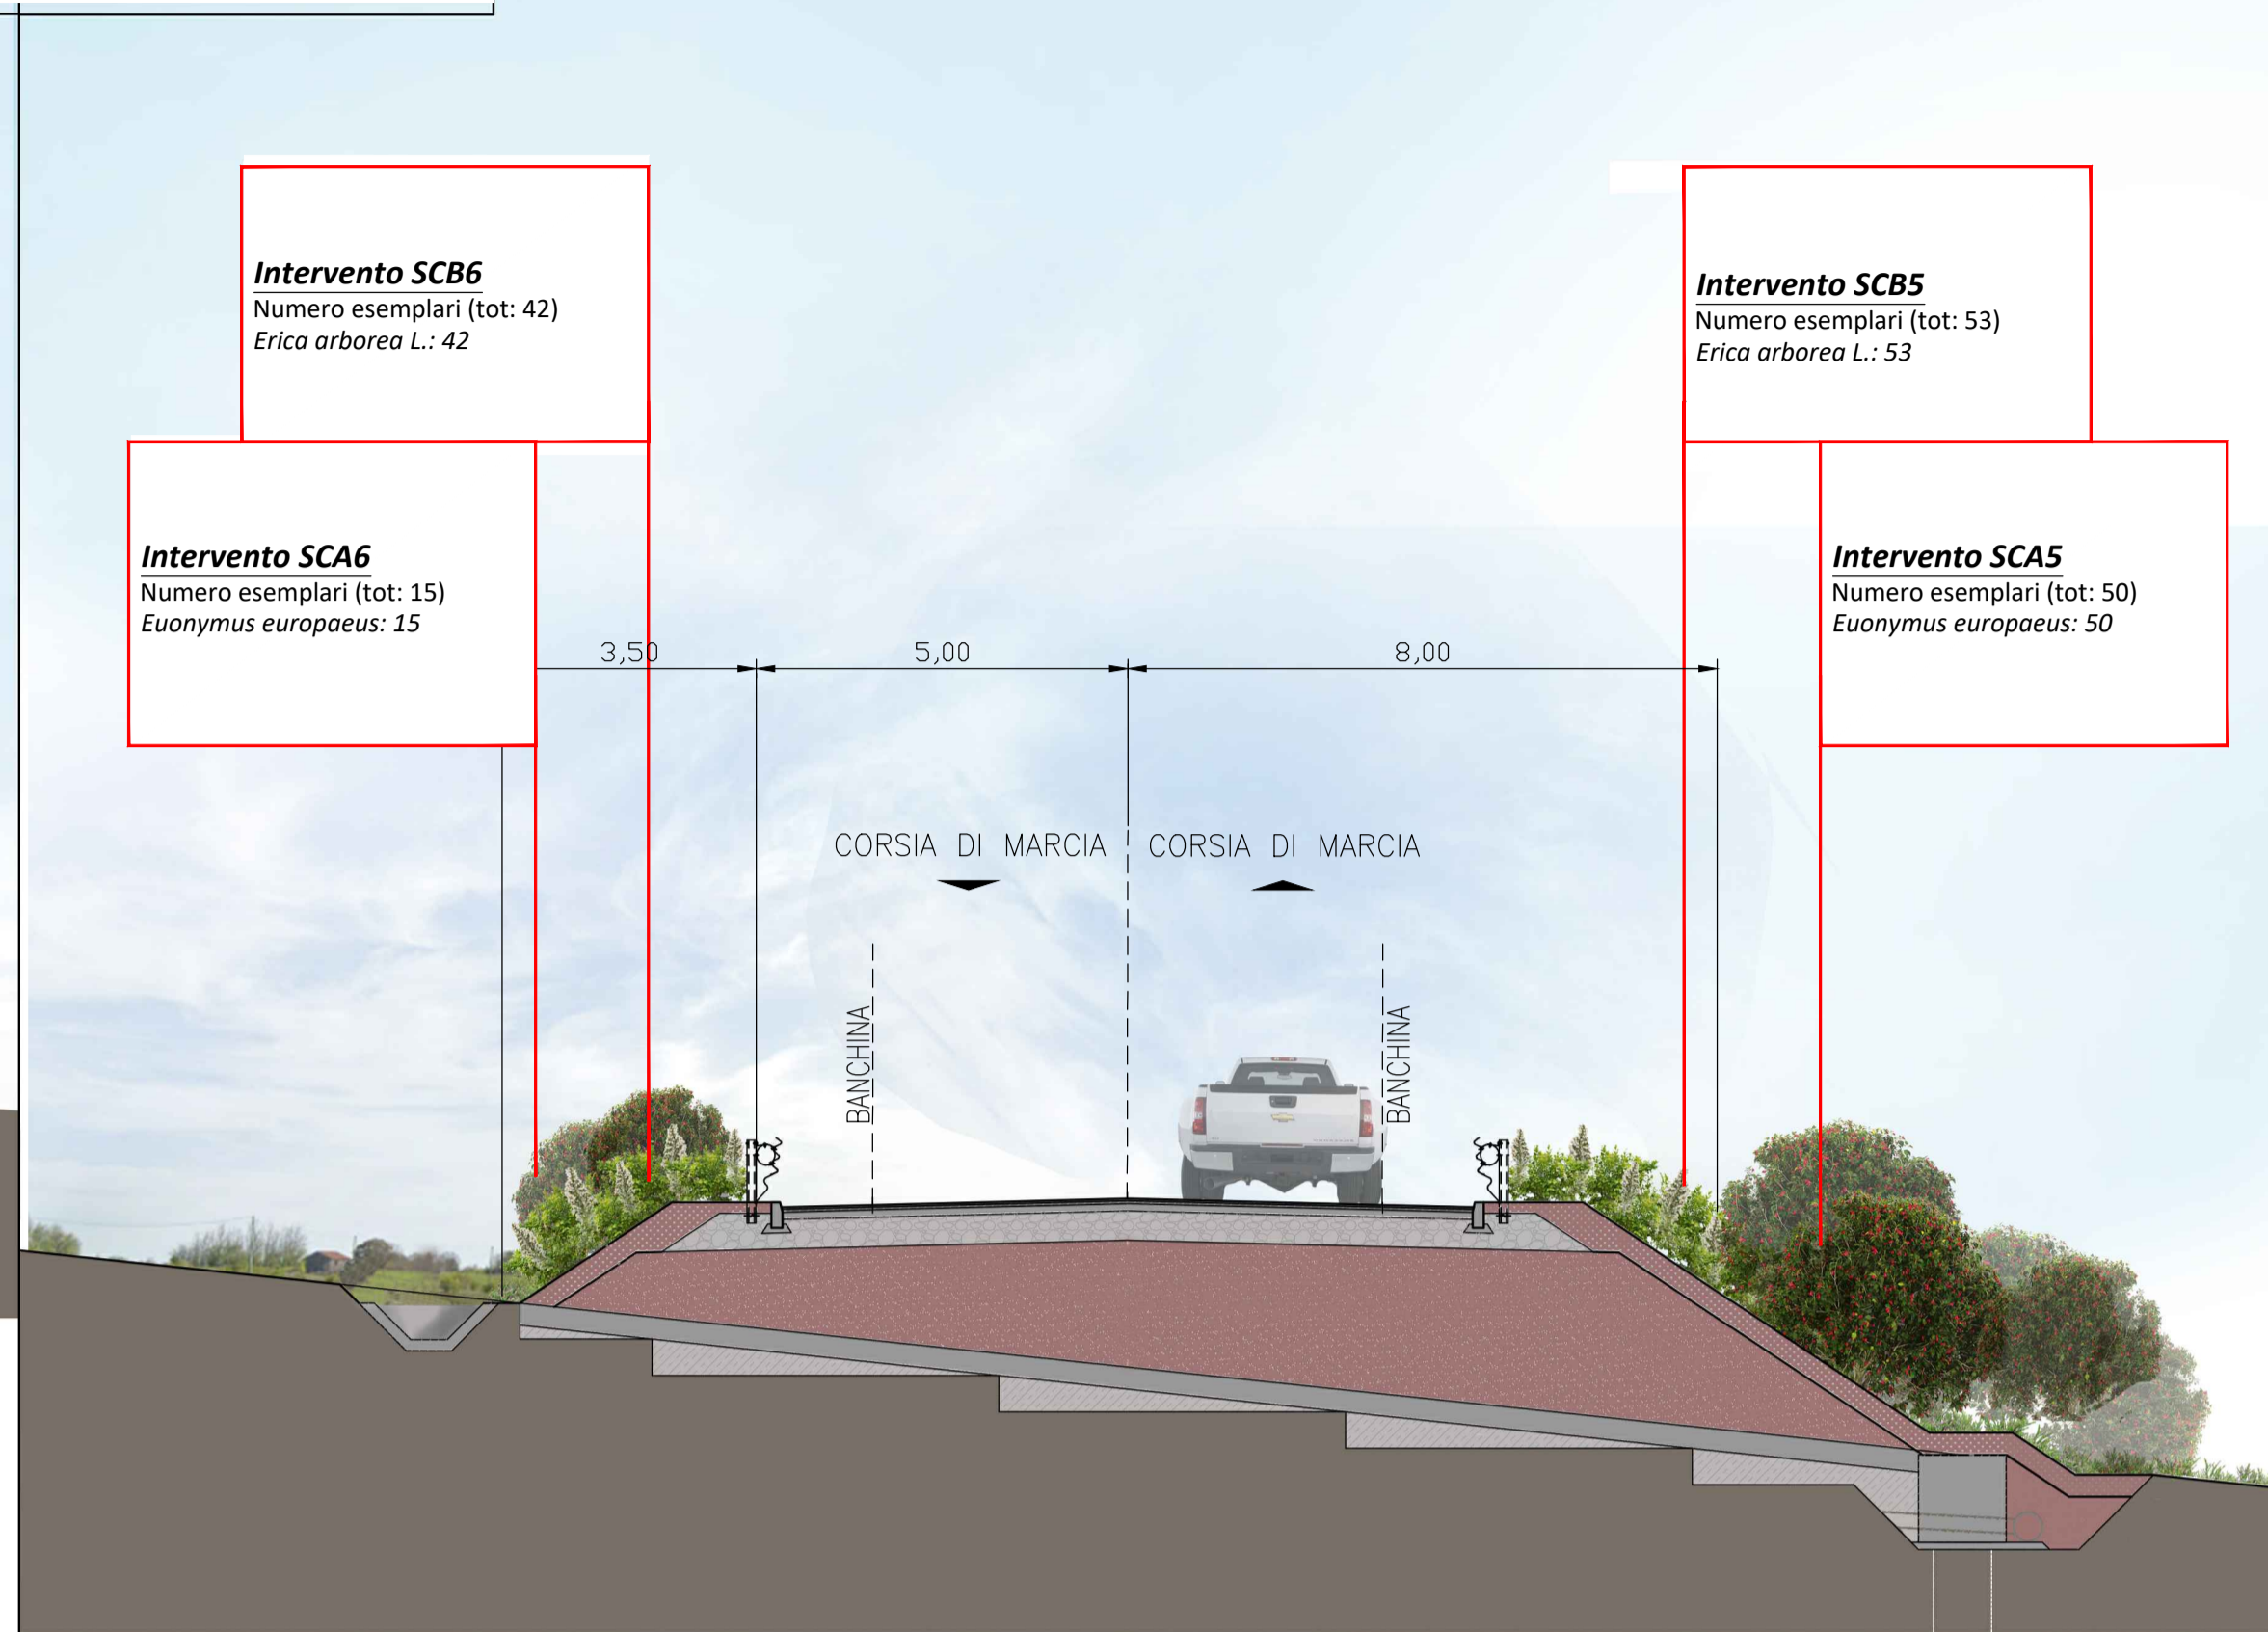 Intervento SCB6
Numero esemplari (tot: 42)
Erica arborea L.: 42
Intervento SCB5
Numero esemplari (tot: 53)
Erica arborea L.: 53
Intervento SCA6
Numero esemplari (tot: 15)
Euonymus europaeus: 15
Intervento SCA5
Numero esemplari (tot: 50)
Euonymus europaeus: 50
3,50
5,00
8,00
CORSIA DI MARCIA
CORSIA DI MARCIA
BANCHINA
BANCHINA